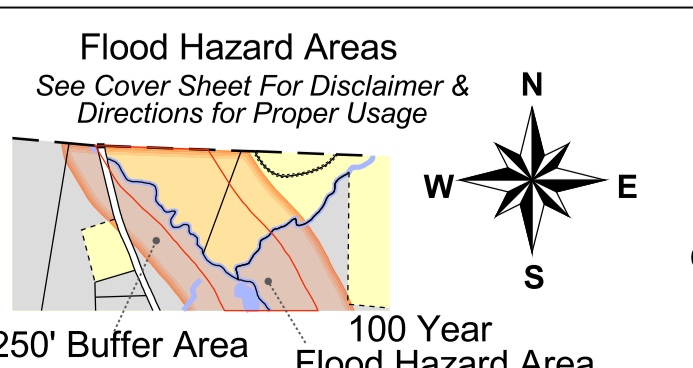 Flood Hazard Areas
See Cover Sheet For Disclaimer &
Directions for Proper Usage
N
W
E
S
250' Buffer Area
100 Year
Flood Hazard Area